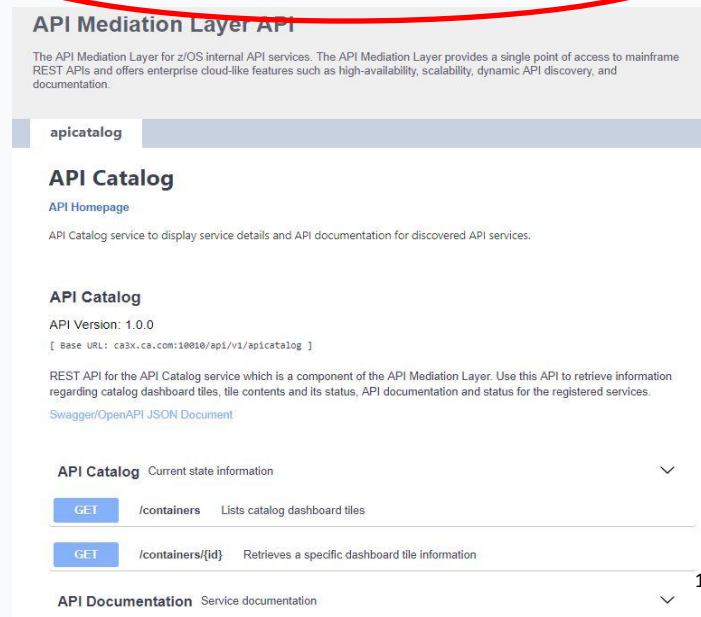 API Mediation Layer API
The API Mediation Layer for z/OS internal API services. The API Mediation Layer provides a single point of access to mainframe
REST APIs and offers enterprise cloud-like features such as high-availability, scalability, dynamic API discovery, and
documentation.
apicatalog
API Catalog
API Homepage
API Catalog service to display service details and API documentation for discovered API services.
API Catalog
API Version: 1.0.0
[ Base URL: ca3x.ca.com:10010/api/v1/apicatalog ]
REST API for the API Catalog service which is a component of the API Mediation Layer. Use this API to retrieve information
regarding catalog dashboard tiles, tile contents and its status, API documentation and status for the registered services.
Swagger/OpenAPI JSON Document
API Catalog Current state information
GET /containers Lists catalog dashboard tiles
GET /containers/{id} Retrieves a specific dashboard tile information
1
API Documentation Service documentation